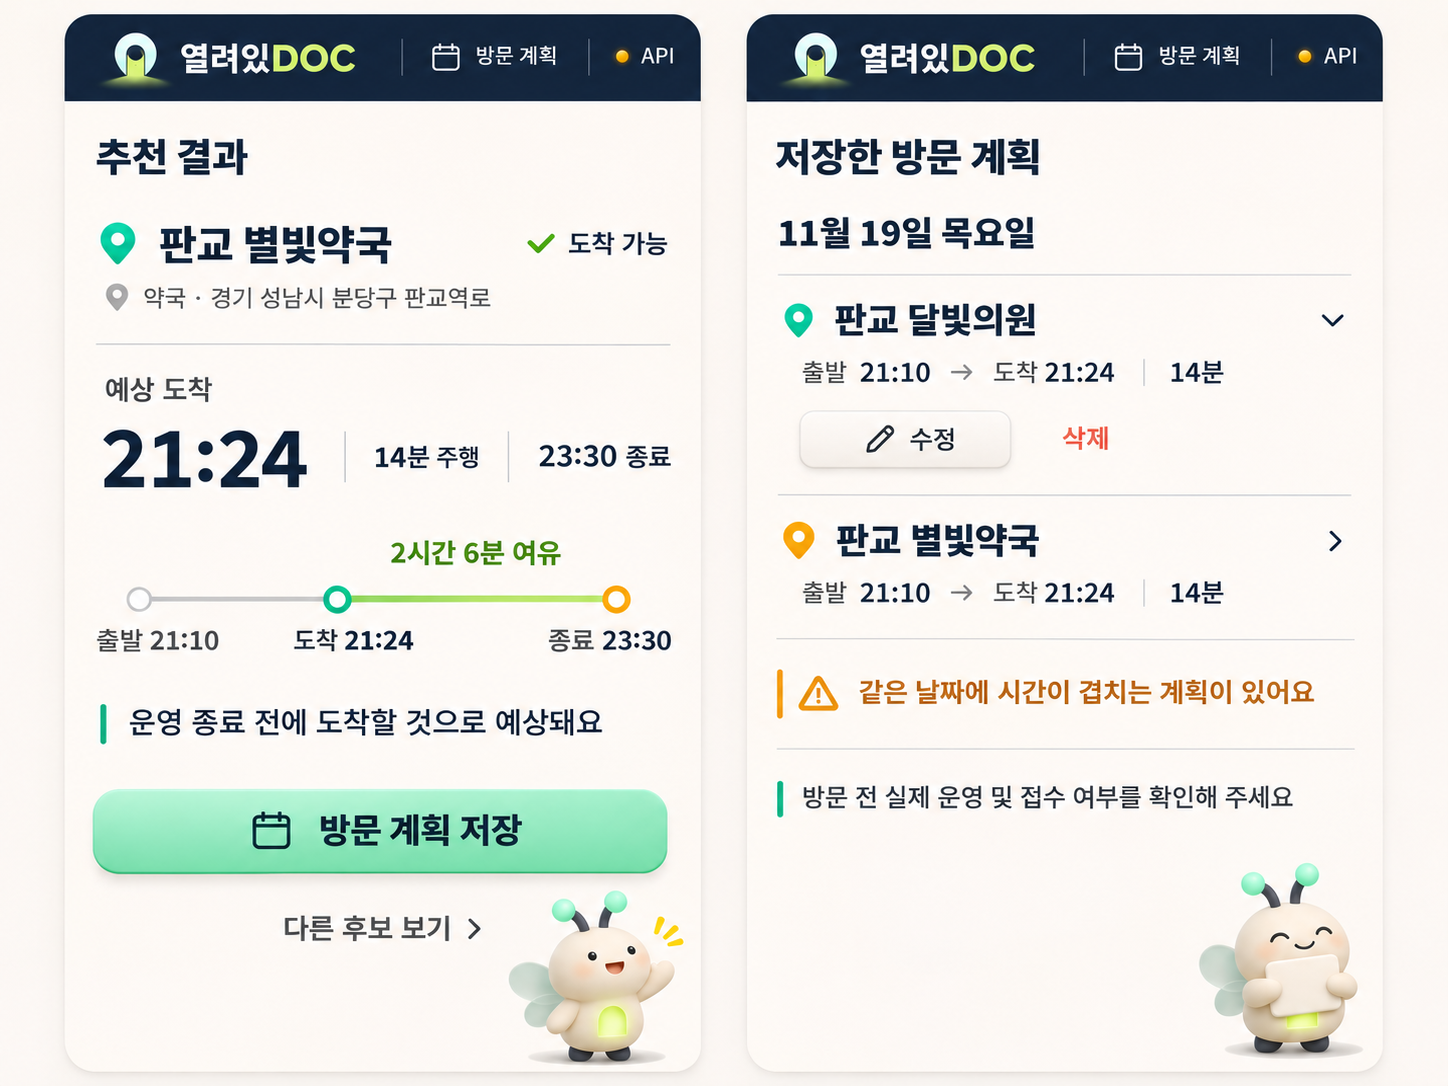 열려있DOC 방문 계획 API
추천 결과
판교 별빛약국 도착 가능
약국 · 경기 성남시 분당구 판교역로
예상 도착
21:24 14분 주행 23:30 종료
2시간 6분 여유
출발 21:10 도착 21:24 종료 23:30
운영 종료 전에 도착할 것으로 예상돼요
방문 계획 저장
다른 후보 보기
열려있DOC 방문 계획 API
저장한 방문 계획
11월 19일 목요일
판교 달빛의원
출발 21:10 → 도착 21:24 14분
수정 삭제
판교 별빛약국
출발 21:10 → 도착 21:24 14분
같은 날짜에 시간이 겹치는 계획이 있어요
방문 전 실제 운영 및 접수 여부를 확인해 주세요